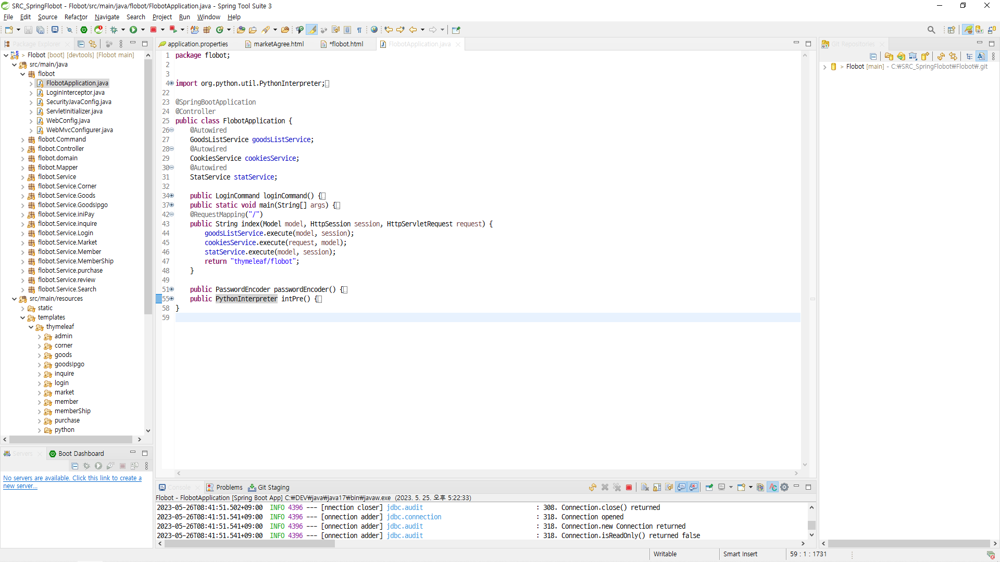 SRC_SpringFlobot - Flobot/src/main/java/flobot/FlobotApplication.java - Spring Tool Suite 3
File Edit Source Refactor Navigate Search Project Run Window Help
Package Explorer
Flobot [boot] [devtools] [Flobot main]
src/main/java
flobot
FlobotApplication.java
LoginInterceptor.java
SecurityJavaConfig.java
ServletInitializer.java
WebConfig.java
WebMvcConfigurer.java
flobot.Command
flobot.Controller
flobot.domain
flobot.Mapper
flobot.Service
flobot.Service.Corner
flobot.Service.Goods
flobot.Service.GoodsIpgo
flobot.Service.iniPay
flobot.Service.inquire
flobot.Service.Login
flobot.Service.Market
flobot.Service.Member
flobot.Service.MemberShip
flobot.Service.purchase
flobot.Service.review
flobot.Service.Search
src/main/resources
static
templates
thymeleaf
admin
corner
goods
goodsIpgo
inquire
login
market
member
memberShip
purchase
python
Servers Boot Dashboard
No servers are available. Click this link to create a
new server...
application.properties marketAgree.html *flobot.html FlobotApplication.java
1 package flobot;
2
3
4 import org.python.util.PythonInterpreter;
22
23 @SpringBootApplication
24 @Controller
25 public class FlobotApplication {
26 @Autowired
27 GoodsListService goodsListService;
28 @Autowired
29 CookiesService cookiesService;
30 @Autowired
31 StatService statService;
32
34 public LoginCommand loginCommand() {
37 public static void main(String[] args) {
42 @RequestMapping("/")
43 public String index(Model model, HttpSession session, HttpServletRequest request) {
44 goodsListService.execute(model, session);
45 cookiesService.execute(request, model);
46 statService.execute(model, session);
47 return "thymeleaf/flobot";
48 }
49
51 public PasswordEncoder passwordEncoder() {
55 public PythonInterpreter intPre() {
58 }
59
Console Problems Git Staging
Flobot - FlobotApplication [Spring Boot App] C:₩DEV₩java₩java17₩bin₩javaw.exe (2023. 5. 25. 오후 5:22:33)
2023-05-26T08:41:51.502+09:00 INFO 4396 --- [nnection closer] jdbc.audit : 308. Connection.close() returned
2023-05-26T08:41:51.541+09:00 INFO 4396 --- [onnection adder] jdbc.connection : 318. Connection opened
2023-05-26T08:41:51.541+09:00 INFO 4396 --- [onnection adder] jdbc.audit : 318. Connection.new Connection returned
2023-05-26T08:41:51.541+09:00 INFO 4396 --- [onnection adder] jdbc.audit : 318. Connection.isReadOnly() returned false
Git Repositories
> Flobot [main] - C:₩SRC_SpringFlobot₩Flobot₩.git
Writable Smart Insert 59 : 1 : 1731